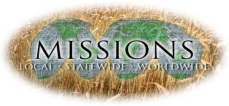 MISSIONS
LOCAL · STATEWIDE · WORLDWIDE